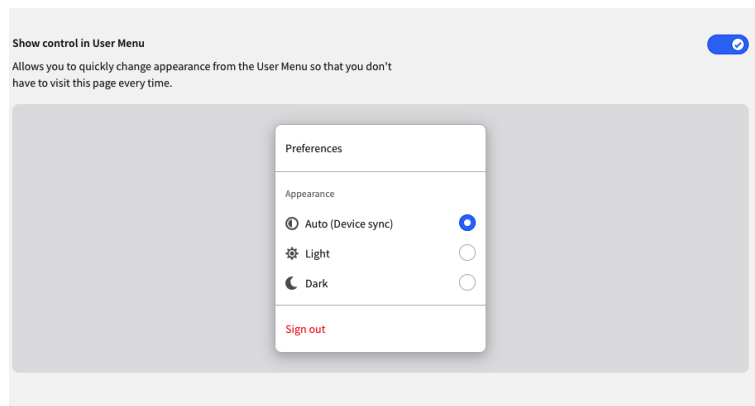 Show control in User Menu
Allows you to quickly change appearance from the User Menu so that you don't
have to visit this page every time.
Preferences
Appearance
Auto (Device sync)
Light
Dark
Sign out